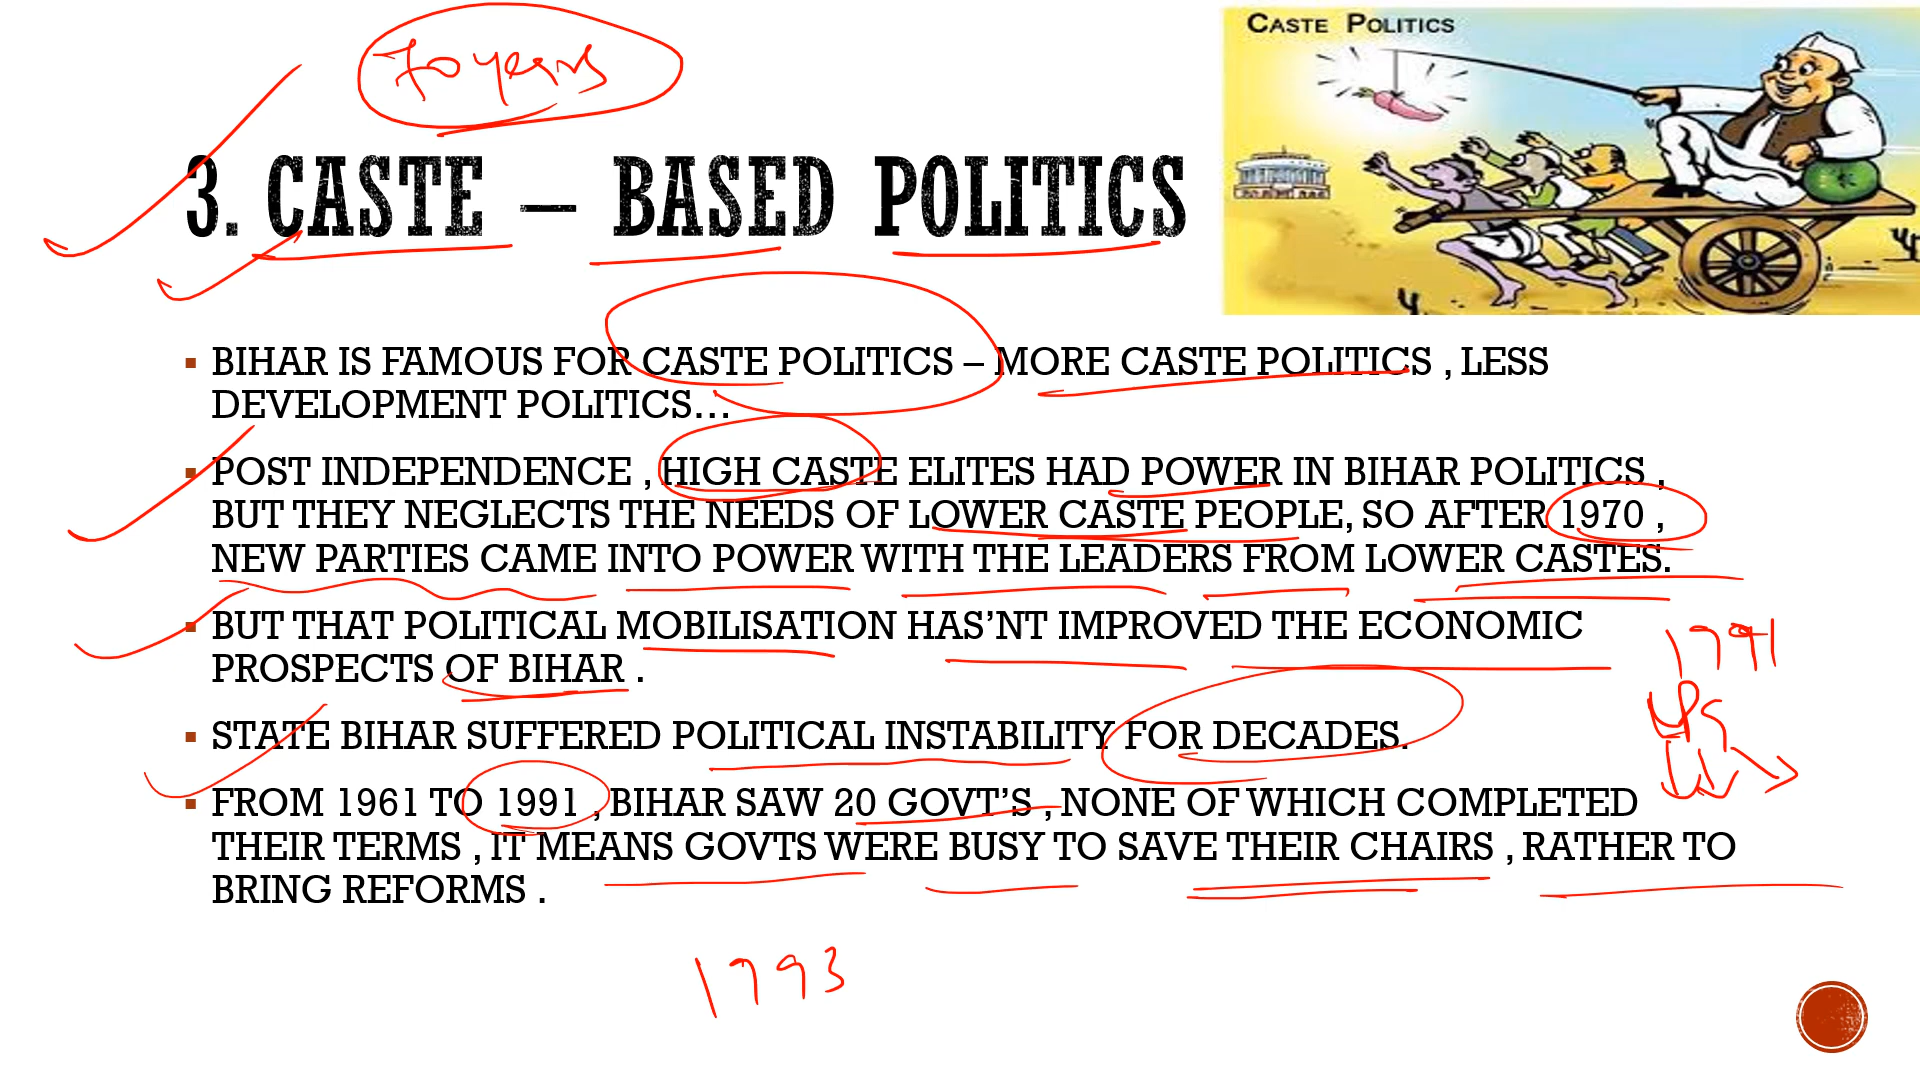 70 years
CASTE POLITICS
3. CASTE – BASED POLITICS
▪ BIHAR IS FAMOUS FOR CASTE POLITICS – MORE CASTE POLITICS , LESS
DEVELOPMENT POLITICS…
▪ POST INDEPENDENCE , HIGH CASTE ELITES HAD POWER IN BIHAR POLITICS ,
BUT THEY NEGLECTS THE NEEDS OF LOWER CASTE PEOPLE, SO AFTER 1970 ,
NEW PARTIES CAME INTO POWER WITH THE LEADERS FROM LOWER CASTES.
▪ BUT THAT POLITICAL MOBILISATION HAS’NT IMPROVED THE ECONOMIC
PROSPECTS OF BIHAR .
1991
LPG
▪ STATE BIHAR SUFFERED POLITICAL INSTABILITY FOR DECADES.
▪ FROM 1961 TO 1991 , BIHAR SAW 20 GOVT’S , NONE OF WHICH COMPLETED
THEIR TERMS , IT MEANS GOVTS WERE BUSY TO SAVE THEIR CHAIRS , RATHER TO
BRING REFORMS .
1993